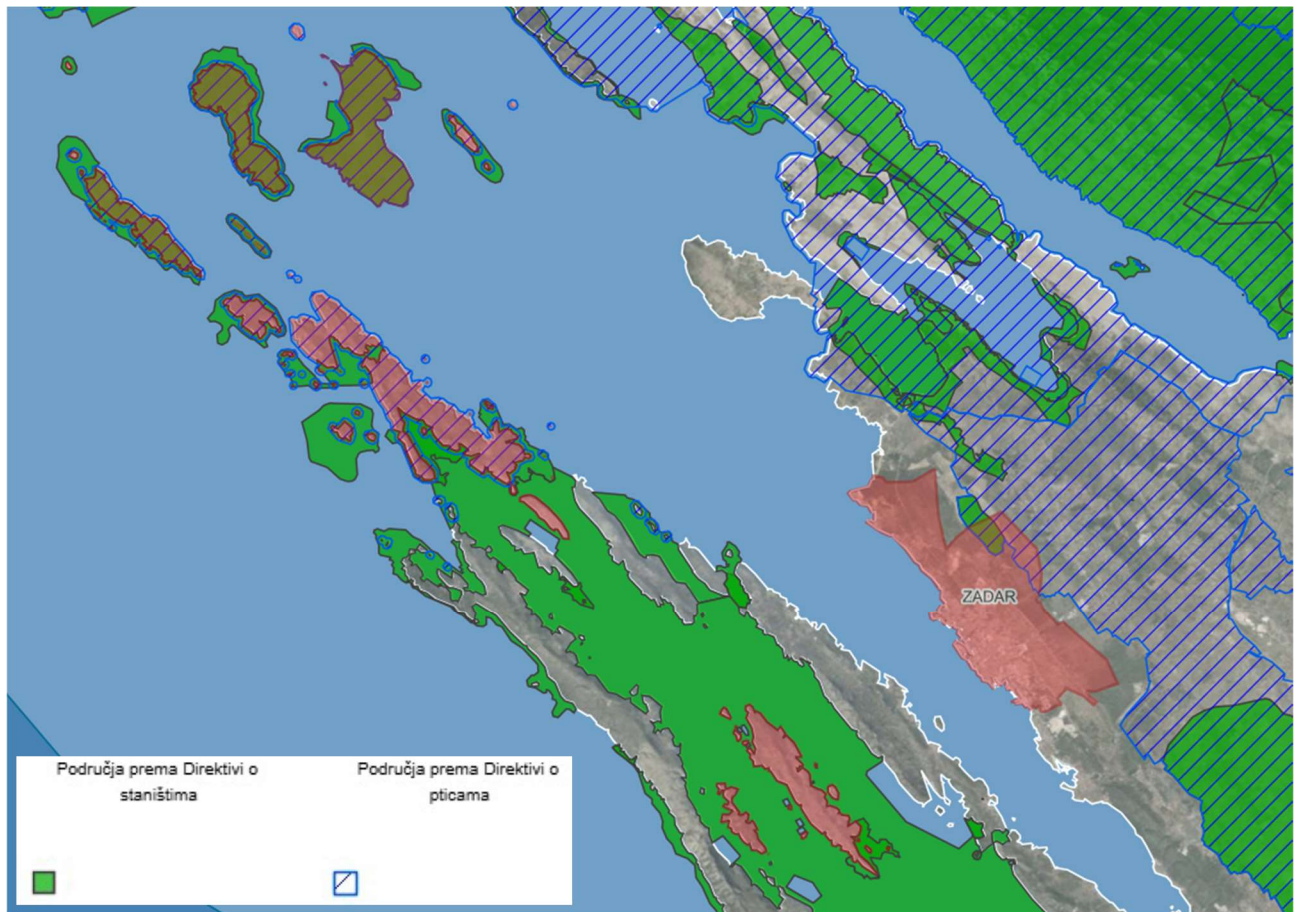 ZADAR
Područja prema Direktivi o
staništima
Područja prema Direktivi o
pticama